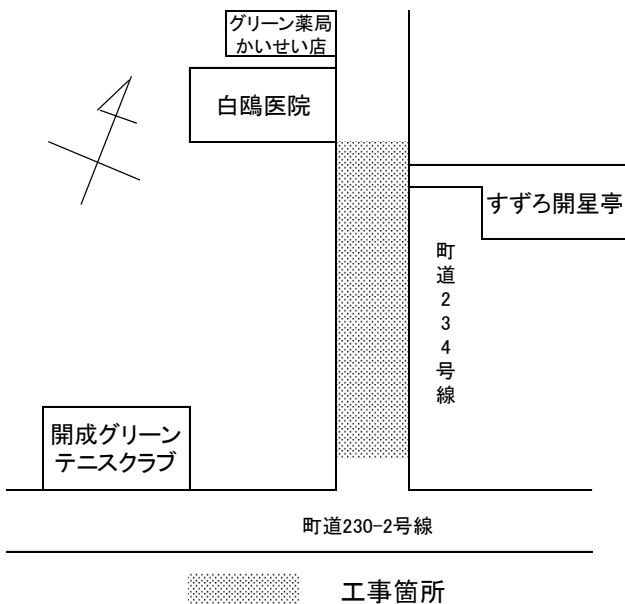 グリーン薬局
かいせい店
白鴎医院
すずろ開星亭
町道234号線
開成グリーン
テニスクラブ
町道230-2号線
工事箇所